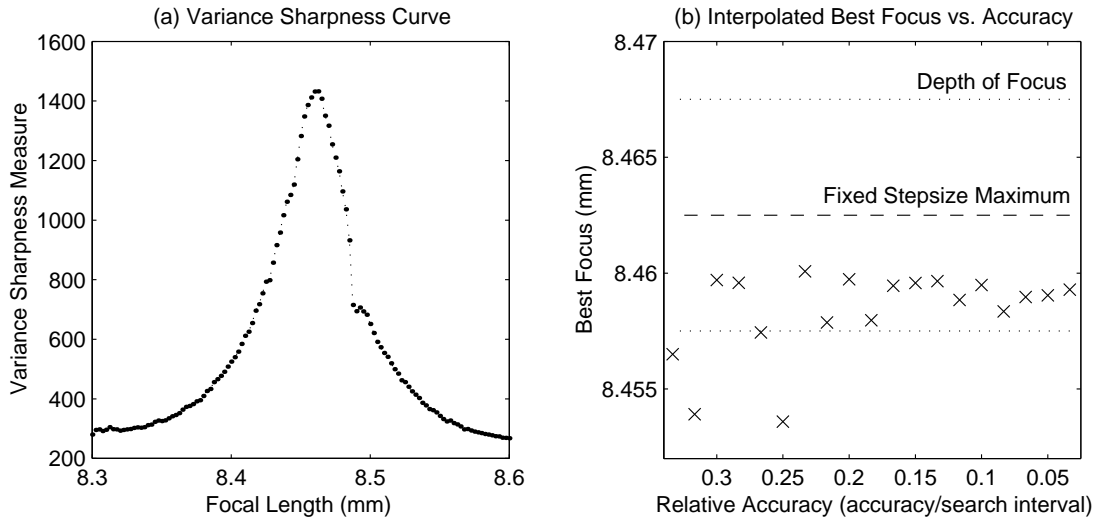 (a) Variance Sharpness Curve
1600
1400
1200
1000
800
600
400
200
8.3
8.4
8.5
8.6
Variance Sharpness Measure
Focal Length (mm)
(b) Interpolated Best Focus vs. Accuracy
8.47
8.465
8.46
8.455
Depth of Focus
Fixed Stepsize Maximum
Best Focus (mm)
0.3
0.25
0.2
0.15
0.1
0.05
Relative Accuracy (accuracy/search interval)